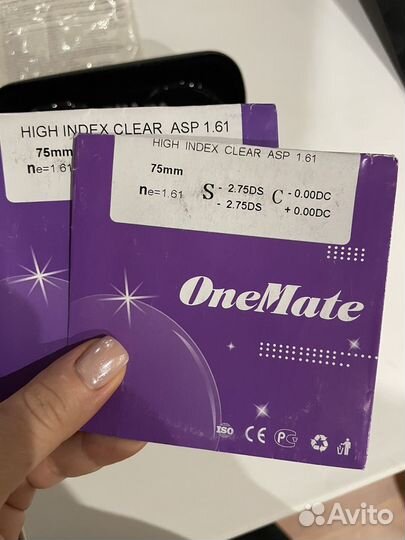 HIGH INDEX CLEAR ASP 1.61
75mm
ne=1.61
HIGH INDEX CLEAR ASP 1.61
75mm
ne=1.61 S - 2.75DS C - 0.00DC
- 2.75DS + 0.00DC
OneMate
ISO CE PG
Avito